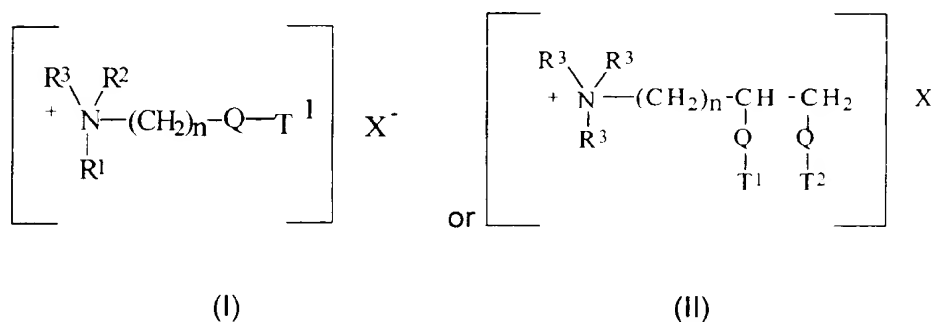 R³ R² + N—(CH₂)n—Q—T¹ X⁻
R¹
or
R³ R³ + N—(CH₂)n—CH-CH₂ X
R³ Q Q
T¹ T²
(I) (II)